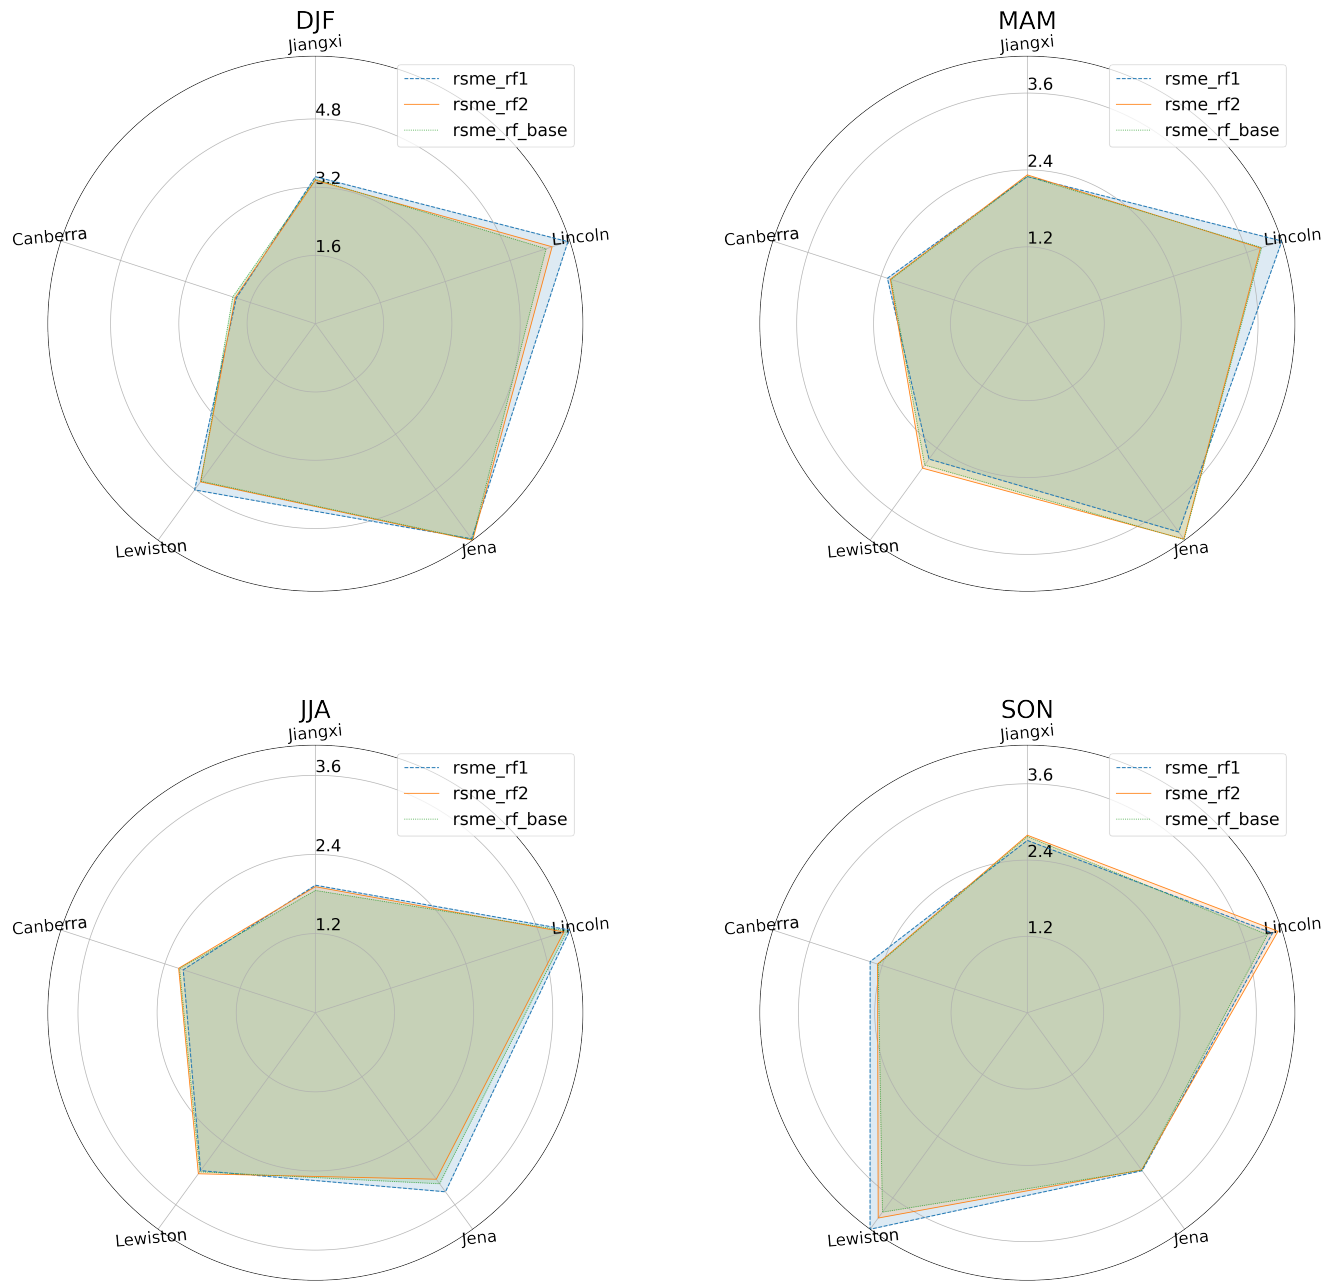 DJF
Jiangxi
rsme_rf1
rsme_rf2
rsme_rf_base
4.8
3.2
1.6
Canberra
Lincoln
Lewiston
Jena
MAM
Jiangxi
rsme_rf1
rsme_rf2
rsme_rf_base
3.6
2.4
1.2
Canberra
Lincoln
Lewiston
Jena
JJA
Jiangxi
rsme_rf1
rsme_rf2
rsme_rf_base
3.6
2.4
1.2
Canberra
Lincoln
Lewiston
Jena
SON
Jiangxi
rsme_rf1
rsme_rf2
rsme_rf_base
3.6
2.4
1.2
Canberra
Lincoln
Lewiston
Jena